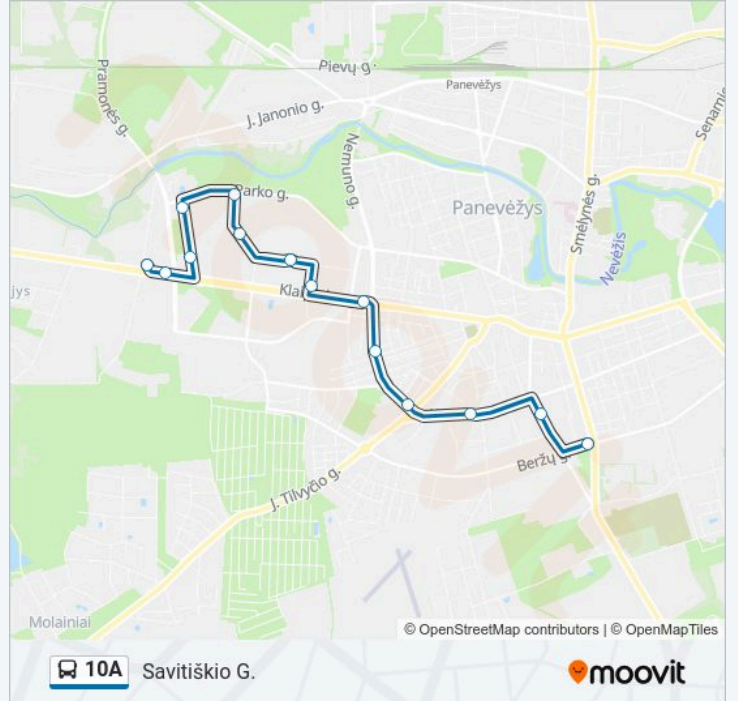 Pievų g.
Panevėžys
Pramonės g.
J. Janonio g.
Senamie
Nemuno g.
Parko g.
Panevėžys
Smėlynės g.
Nevėžis
jys
Kla
Beržų g.
J. Tilvyčio g.
Molainiai
© OpenStreetMap contributors | © OpenMapTiles
10A Savitiškio G.
moovit